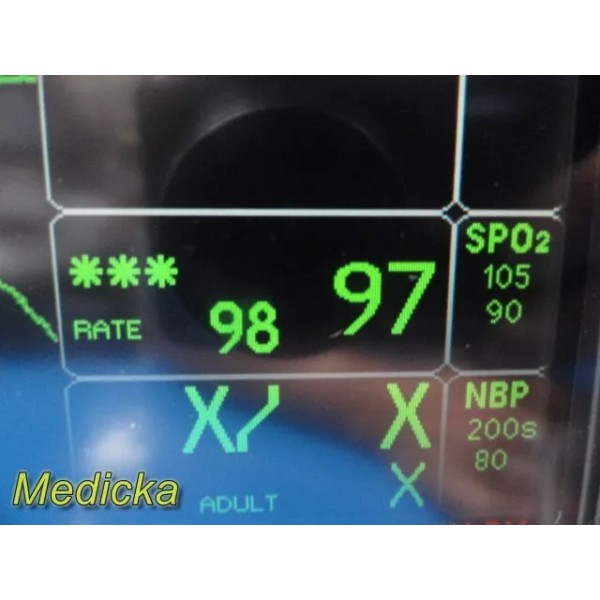 SPO2
*** 97 105
RATE 98 90
X/ X NBP
200s
X 80
ADULT
Medicka